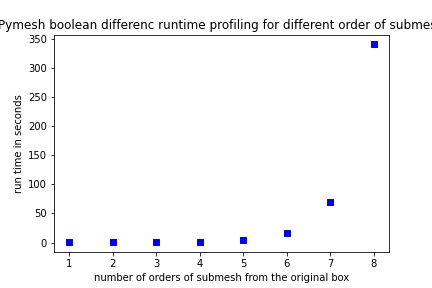 Pymesh boolean differenc runtime profiling for different order of submes
350
300
250
200
150
100
50
0
run time in seconds
1 2 3 4 5 6 7 8
number of orders of submesh from the original box